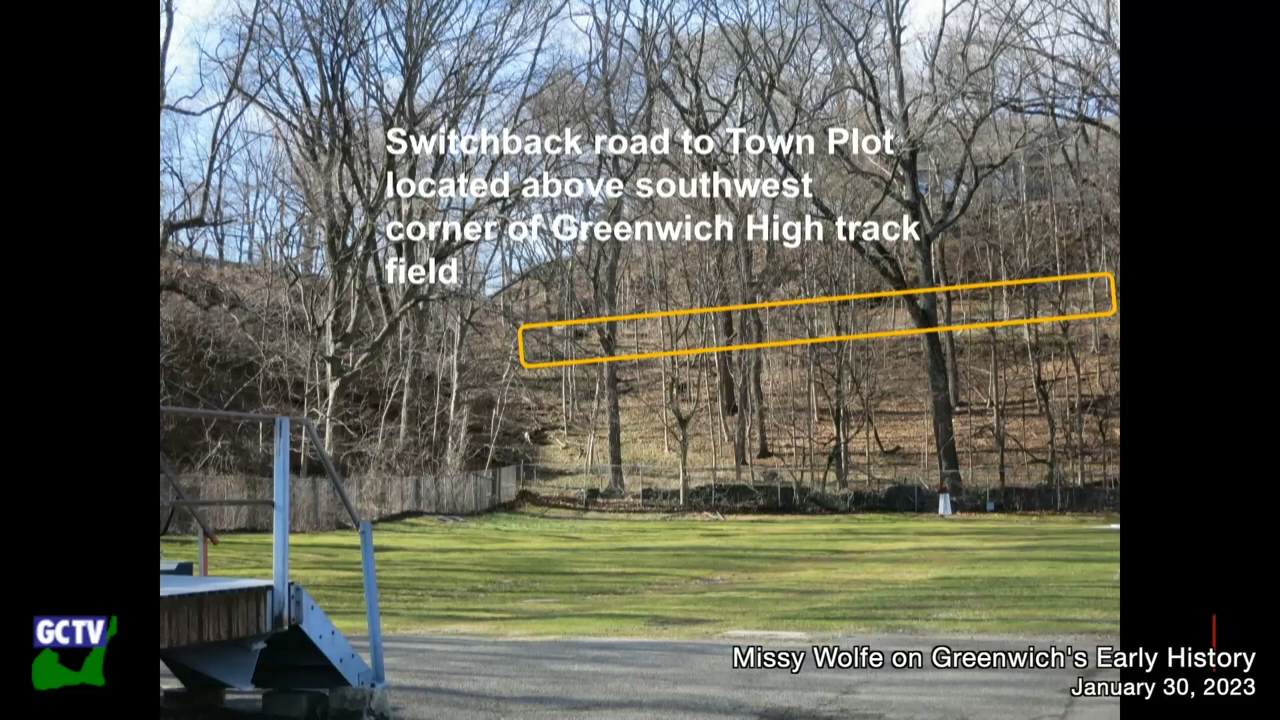 Switchback road to Town Plot
located above southwest
corner of Greenwich High track
field
GCTV
Missy Wolfe on Greenwich's Early History
January 30, 2023